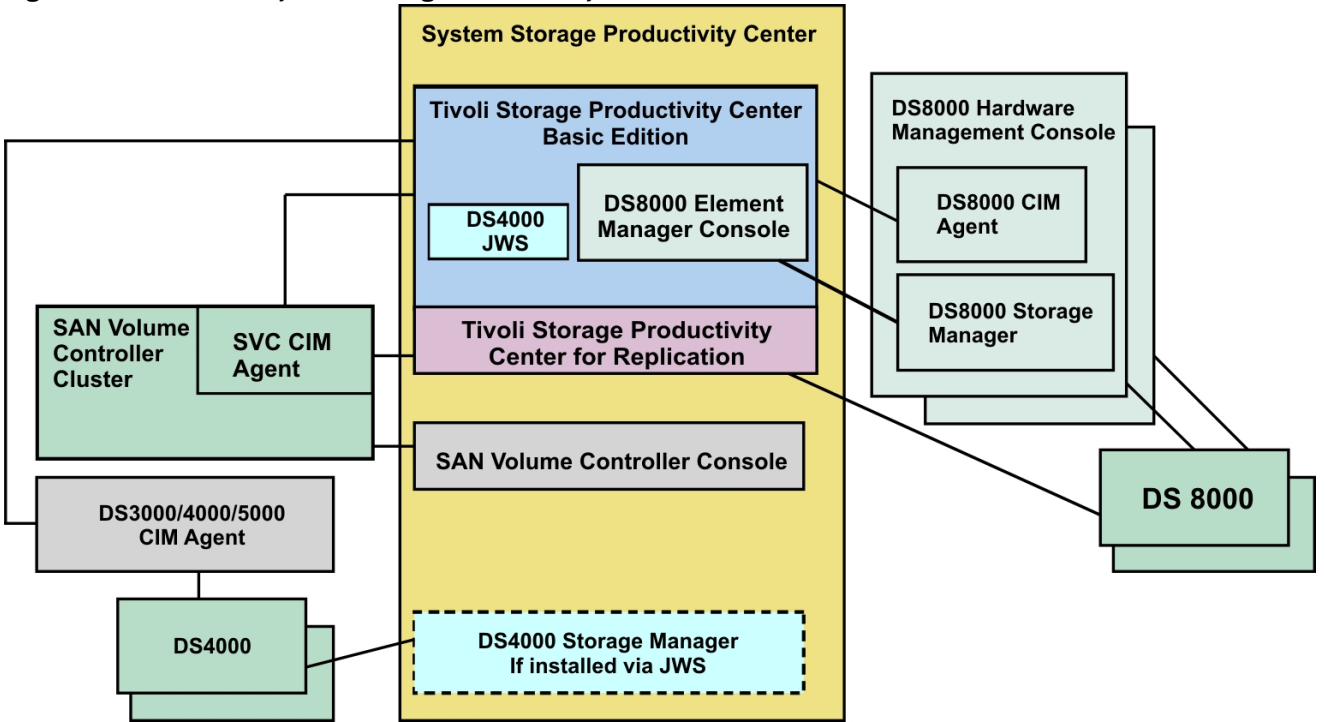 System Storage Productivity Center
Tivoli Storage Productivity Center
Basic Edition
DS4000
JWS
DS8000 Element
Manager Console
Tivoli Storage Productivity
Center for Replication
SAN Volume Controller Console
DS4000 Storage Manager
If installed via JWS
SAN Volume
Controller
Cluster
SVC CIM
Agent
DS3000/4000/5000
CIM Agent
DS4000
DS8000 Hardware
Management Console
DS8000 CIM
Agent
DS8000 Storage
Manager
DS 8000